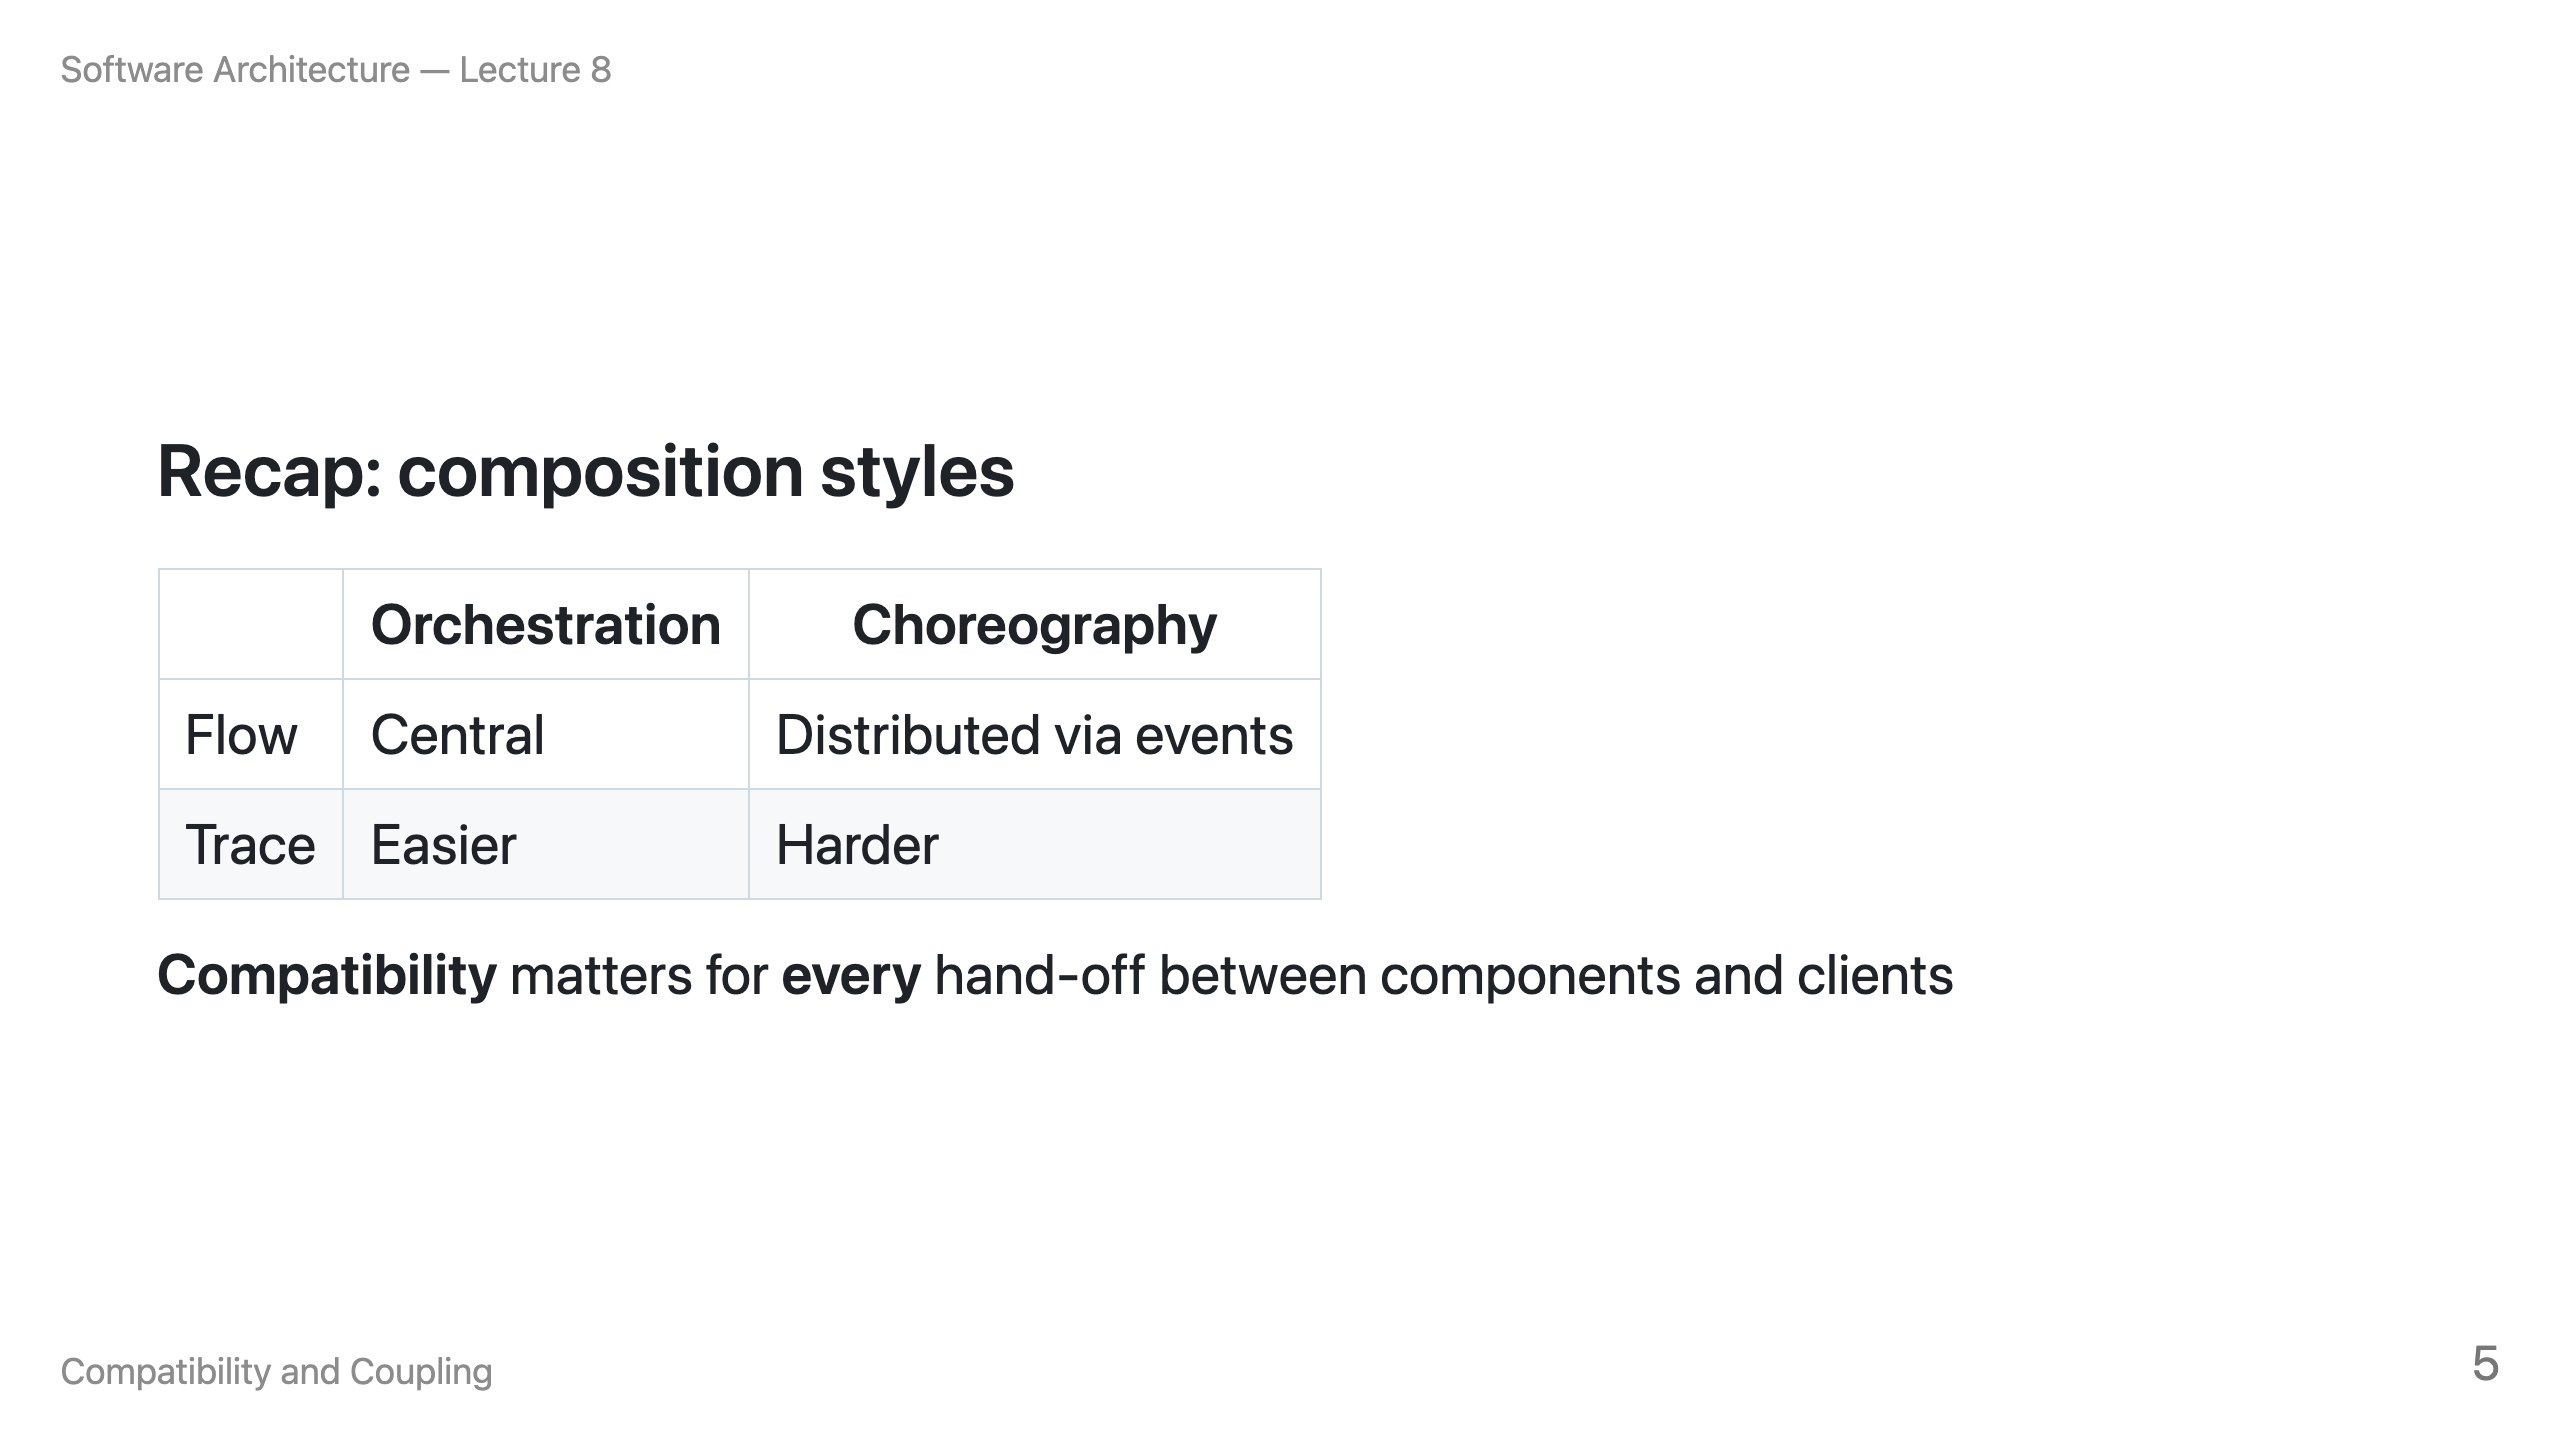 Software Architecture — Lecture 8
Recap: composition styles
Orchestration Choreography
Flow Central Distributed via events
Trace Easier Harder
Compatibility matters for every hand-off between components and clients
Compatibility and Coupling
5